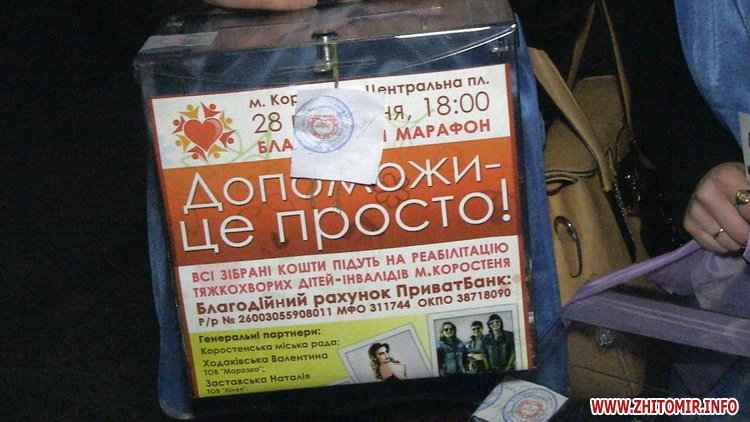 м. Кор Центральна пл.
28 ня, 18:00
БЛА МАРАФОН
Допоможи-
це просто!
ВСІ ЗІБРАНІ КОШТИ ПІДУТЬ НА РЕАБІЛІТАЦІЮ
ТЯЖКОХВОРИХ ДІТЕЙ-ІНВАЛІДІВ М.КОРОСТЕНЯ
Благодійний рахунок ПриватБанк:
Р/р № 26003055908011 МФО 311744 ОКПО 38718090
Генеральні партнери:
Коростенська міська рада;
Ходаківська Валентина
ТОВ "Морозко";
Заставська Наталія
ТОВ "Лілея";
WWW.ZHITOMIR.INFO